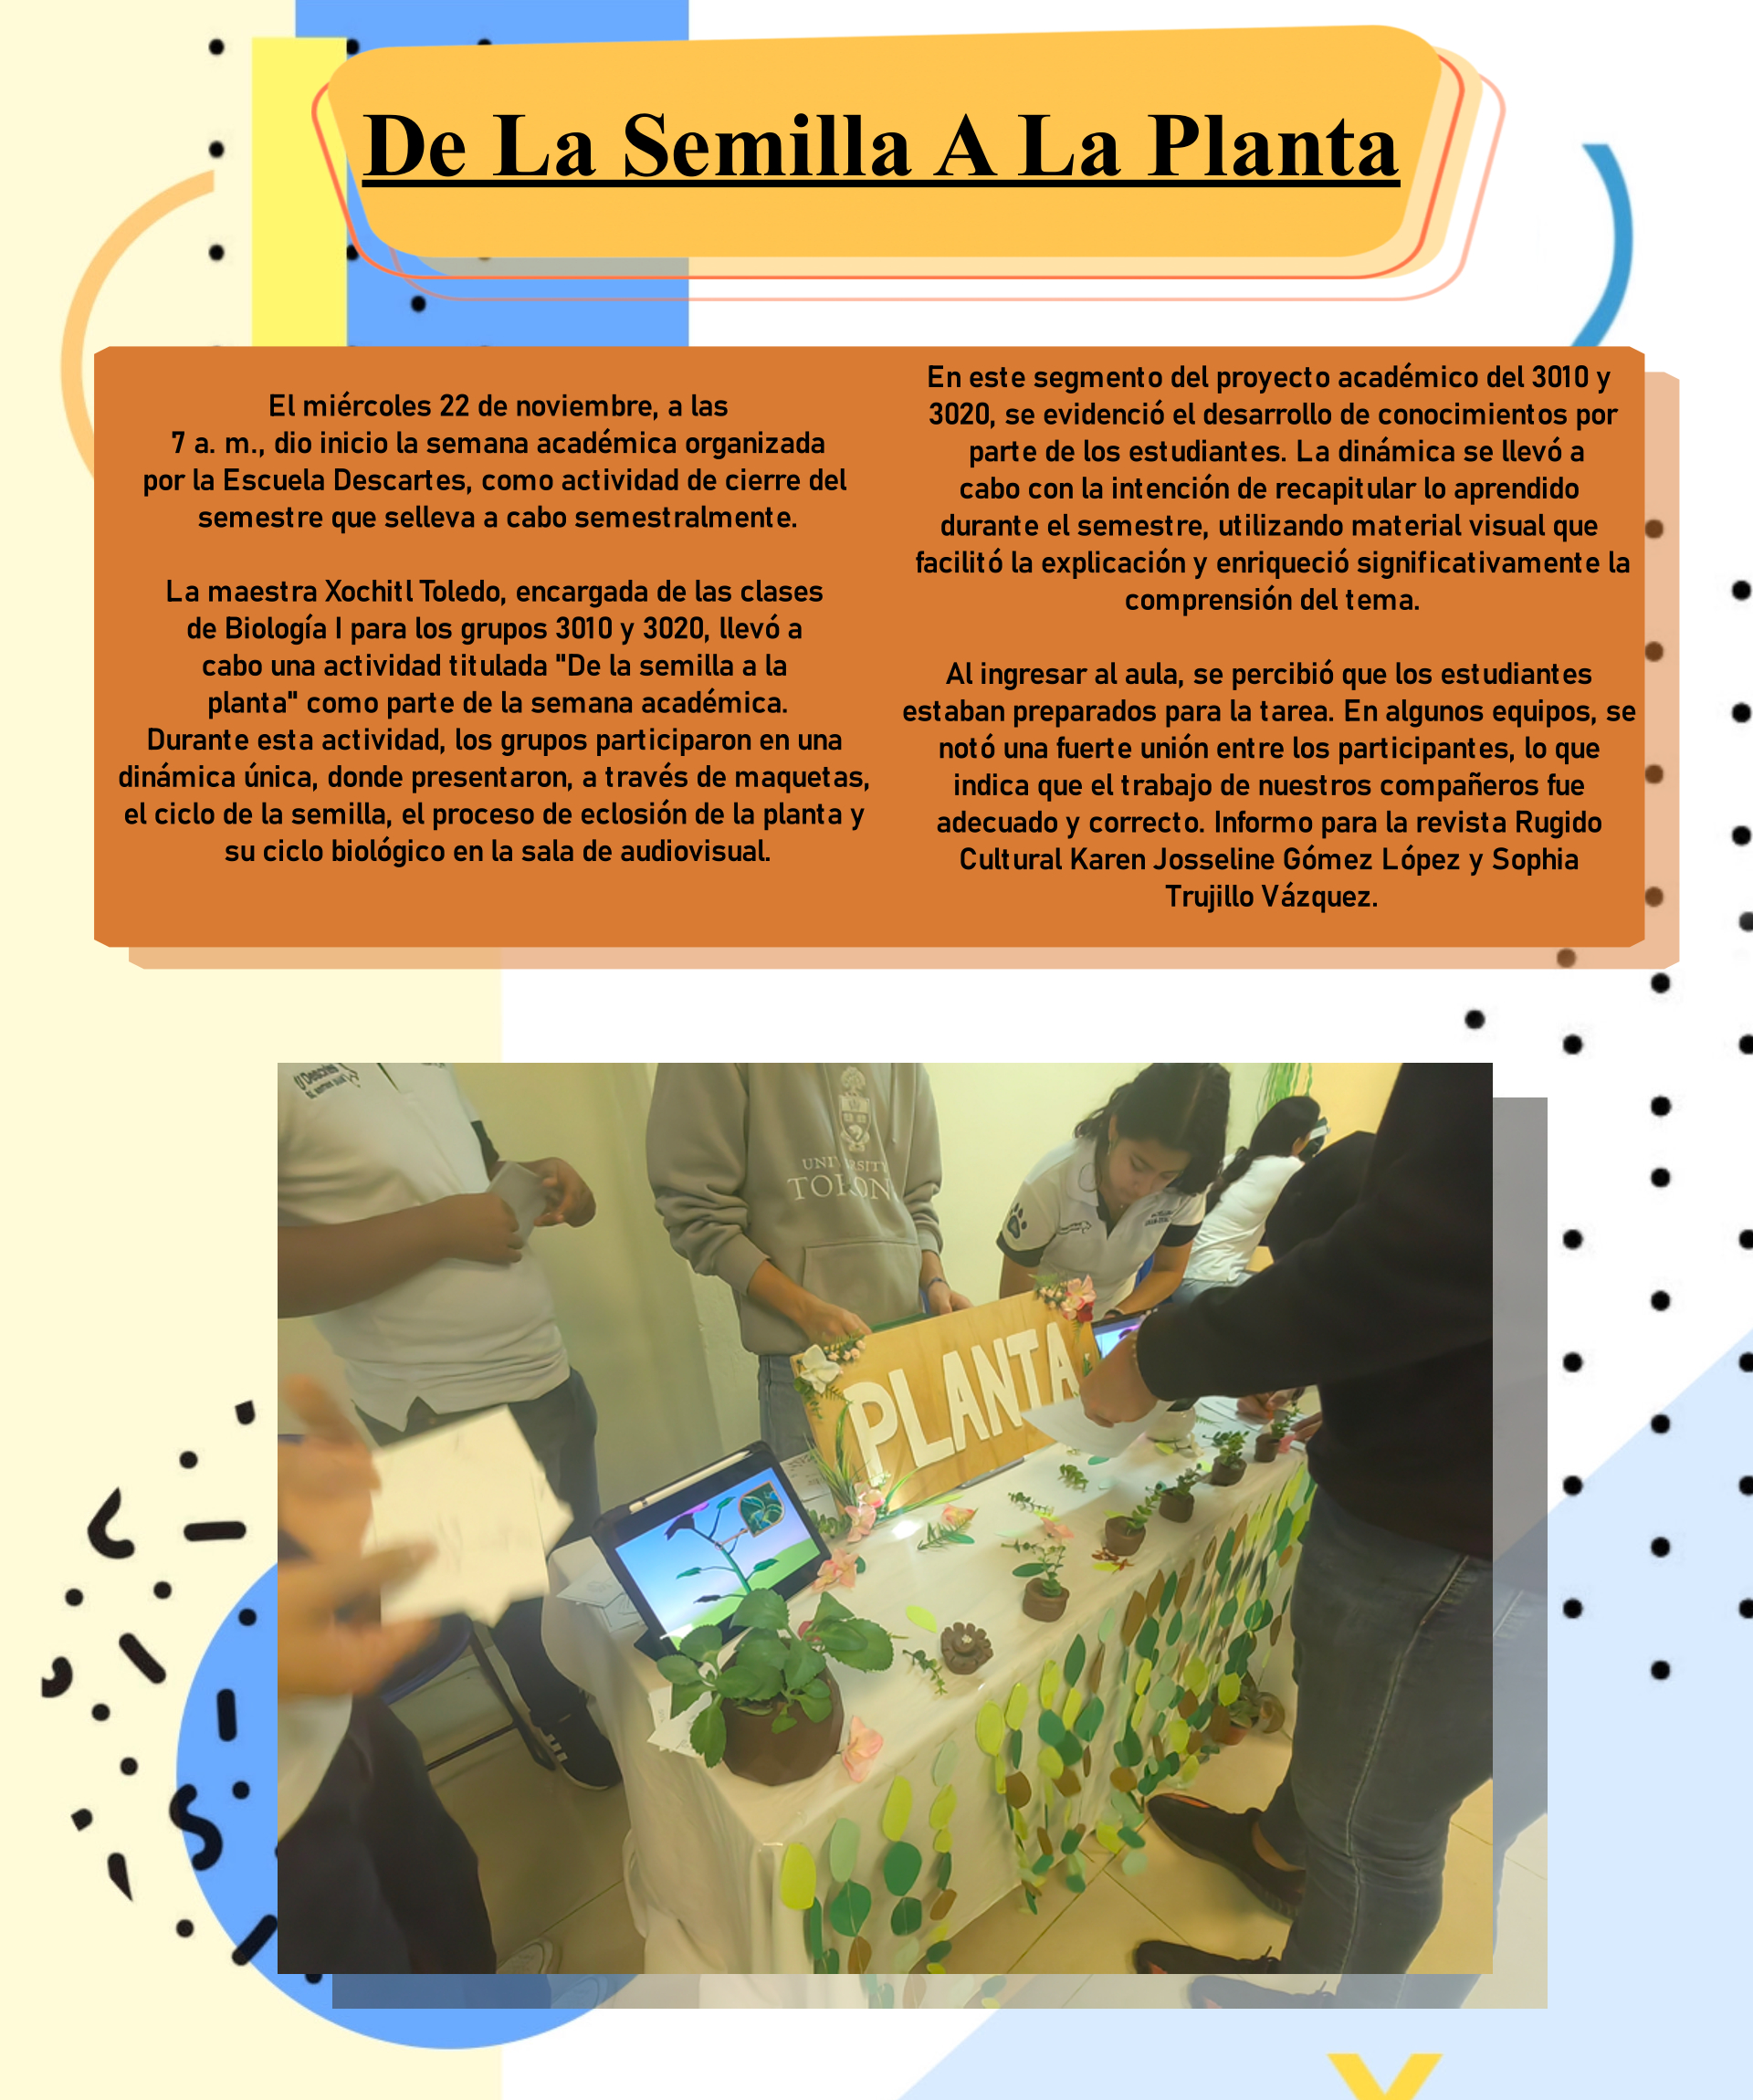 De La Semilla A La Planta
El miércoles 22 de noviembre, a las
7 a. m., dio inicio la semana académica organizada
por la Escuela Descartes, como actividad de cierre del
semestre que selleva a cabo semestralmente.
La maestra Xochitl Toledo, encargada de las clases
de Biología I para los grupos 3010 y 3020, llevó a
cabo una actividad titulada "De la semilla a la
planta" como parte de la semana académica.
Durante esta actividad, los grupos participaron en una
dinámica única, donde presentaron, a través de maquetas,
el ciclo de la semilla, el proceso de eclosión de la planta y
su ciclo biológico en la sala de audiovisual.
En este segmento del proyecto académico del 3010 y
3020, se evidenció el desarrollo de conocimientos por
parte de los estudiantes. La dinámica se llevó a
cabo con la intención de recapitular lo aprendido
durante el semestre, utilizando material visual que
facilitó la explicación y enriqueció significativamente la
comprensión del tema.
Al ingresar al aula, se percibió que los estudiantes
estaban preparados para la tarea. En algunos equipos, se
notó una fuerte unión entre los participantes, lo que
indica que el trabajo de nuestros compañeros fue
adecuado y correcto. Informo para la revista Rugido
Cultural Karen Josseline Gómez López y Sophia
Trujillo Vázquez.
PLANTA